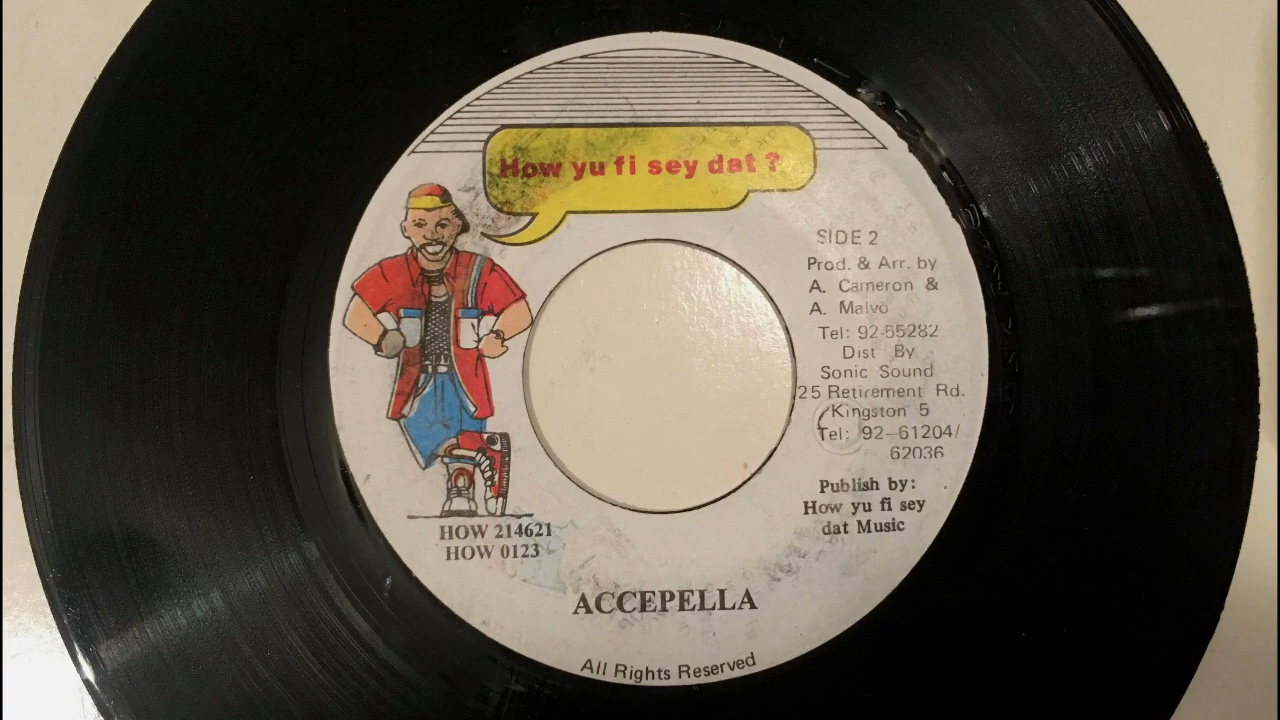 How yu fi sey dat ?
SIDE 2
Prod. & Arr. by
A. Cameron &
A. Malvo
Tel: 92-55282
Dist By
Sonic Sound
25 Retirement Rd.
Kingston 5
Tel: 92-61204/
62036
Publish by:
How yu fi sey
dat Music
HOW 214621
HOW 0123
ACCEPELLA
All Rights Reserved